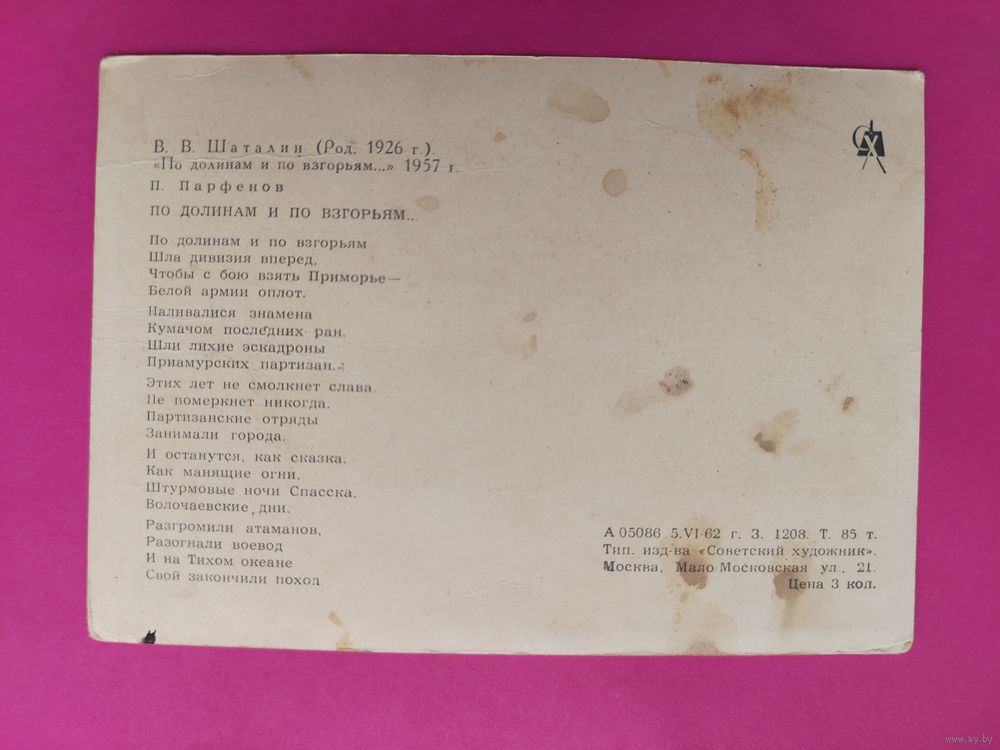 В. В. Шаталин (Род. 1926 г.).
«По долинам и по взгорьям...» 1957 г.
П. Парфенов
ПО ДОЛИНАМ И ПО ВЗГОРЬЯМ...
По долинам и по взгорьям
Шла дивизия вперед,
Чтобы с бою взять Приморье—
Белой армии оплот.
Наливалися знамена
Кумачом последних ран.
Шли лихие эскадроны
Приамурских партизан.
Этих лет не смолкнет слава,
Не померкнет никогда.
Партизанские отряды
Занимали города.
И останутся, как сказка,
Как манящие огни,
Штурмовые ночи Спасска,
Волочаевские дни.
Разгромили атаманов,
Разогнали воевод
И на Тихом океане
Свой закончили поход.
А 05086 5.VI-62 г. З. 1208. Т. 85 т.
Тип. изд-ва «Советский художник».
Москва, Мало-Московская ул., 21.
Цена 3 коп.
www.ay.by